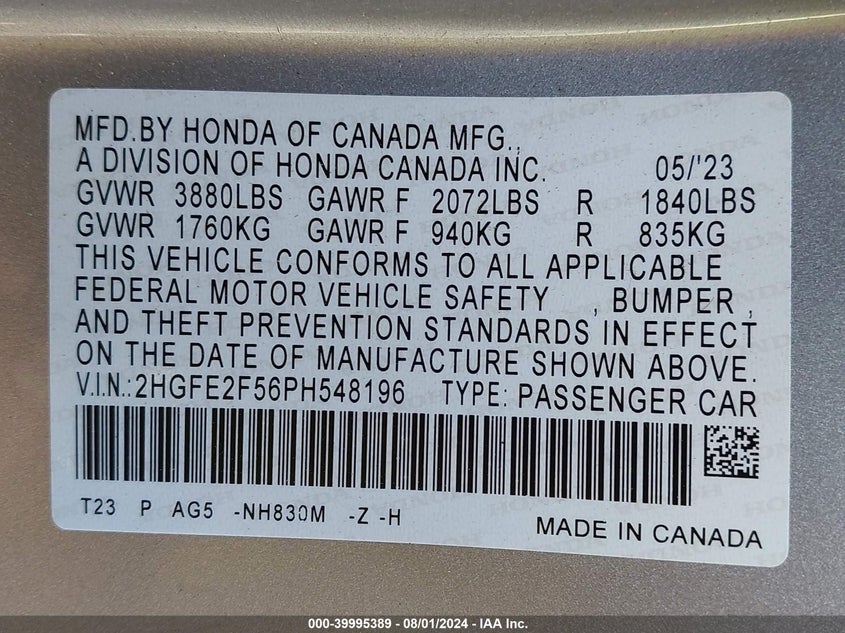 MFD.BY HONDA OF CANADA MFG.,
A DIVISION OF HONDA CANADA INC. 05/'23
GVWR 3880LBS GAWR F 2072LBS R 1840LBS
GVWR 1760KG GAWR F 940KG R 835KG
THIS VEHICLE CONFORMS TO ALL APPLICABLE
FEDERAL MOTOR VEHICLE SAFETY , BUMPER ,
AND THEFT PREVENTION STANDARDS IN EFFECT
ON THE DATE OF MANUFACTURE SHOWN ABOVE.
V.I.N.:2HGFE2F56PH548196 TYPE: PASSENGER CAR
T23 P AG5 -NH830M -Z -H
MADE IN CANADA
000-39995389 - 08/01/2024 - IAA Inc.